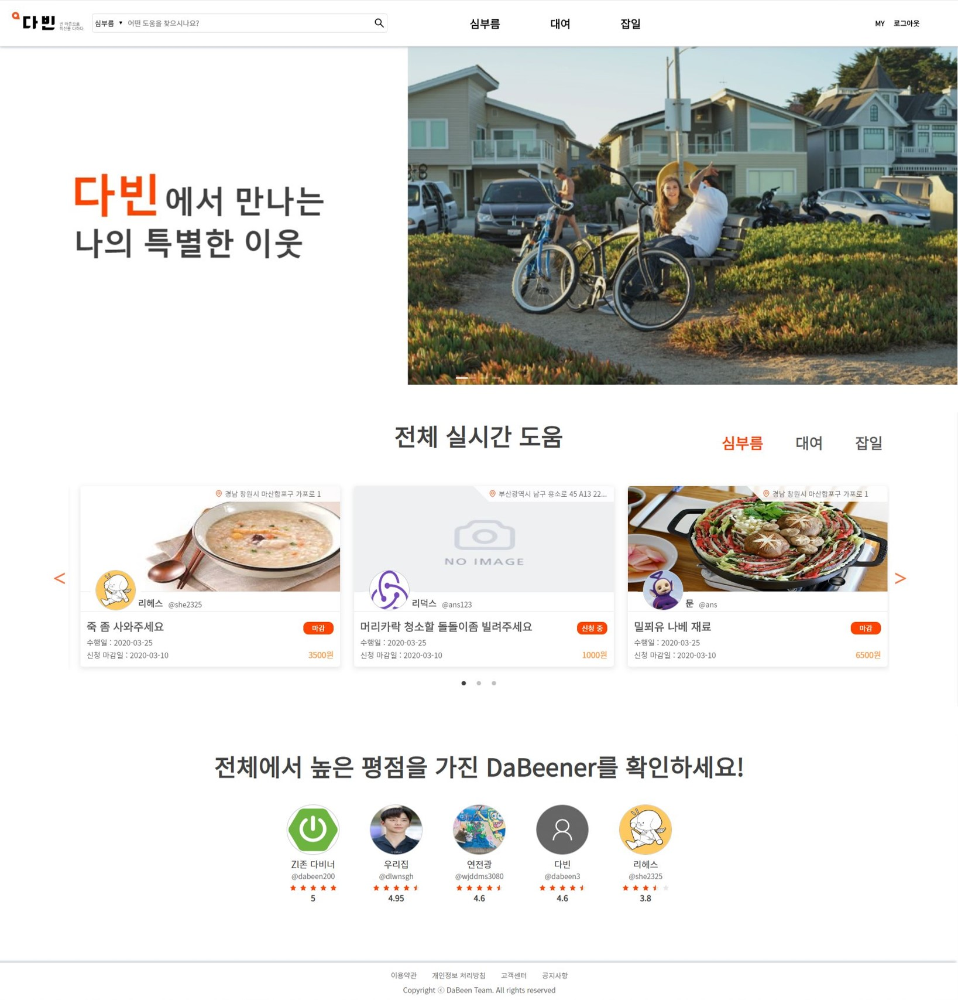 다빈 연 마음으로
최선을 다하다.
심부름 ▼ 어떤 도움을 찾으시나요?
심부름 대여 잡일
MY 로그아웃
다빈에서 만나는
나의 특별한 이웃
전체 실시간 도움
심부름 대여 잡일
<
경남 창원시 마산합포구 가포로 1
리헤스 @she2325
죽 좀 사와주세요 마감
수행일 : 2020-03-25
신청 마감일 : 2020-03-10 3500원
부산광역시 남구 용소로 45 A13 22...
NO IMAGE
리덕스 @ans123
머리카락 청소할 돌돌이좀 빌려주세요 신청 중
수행일 : 2020-03-25
신청 마감일 : 2020-03-10 1000원
경남 창원시 마산합포구 가포로 1
문 @ans
밀푀유 나베 재료 마감
수행일 : 2020-03-25
신청 마감일 : 2020-03-10 6500원
>
전체에서 높은 평점을 가진 DaBeener를 확인하세요!
ZI존 다비너
@dabeen200
5
우리집
@dlwnsgh
4.95
연전광
@wjddms3080
4.6
다빈
@dabeen3
4.6
리헤스
@she2325
3.8
이용약관 개인정보 처리방침 고객센터 공지사항
Copyright ⓒ DaBeen Team. All rights reserved